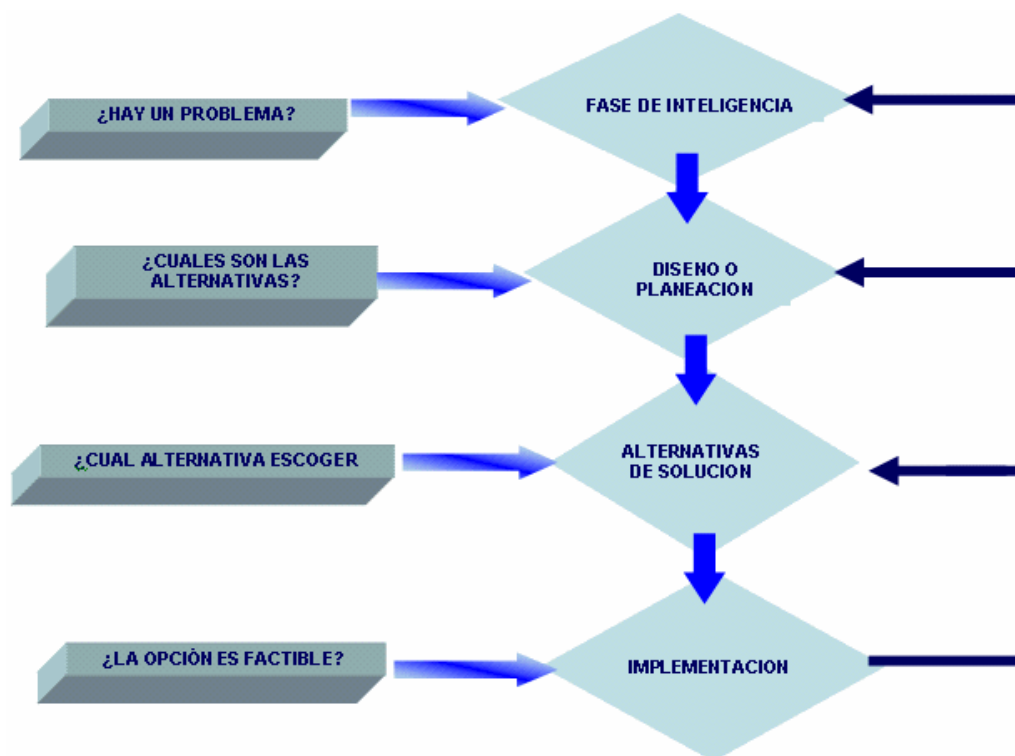 ¿HAY UN PROBLEMA?
FASE DE INTELIGENCIA
¿CUALES SON LAS
ALTERNATIVAS?
DISENO O
PLANEACION
¿CUAL ALTERNATIVA ESCOGER
ALTERNATIVAS
DE SOLUCION
¿LA OPCIÒN ES FACTIBLE?
IMPLEMENTACION